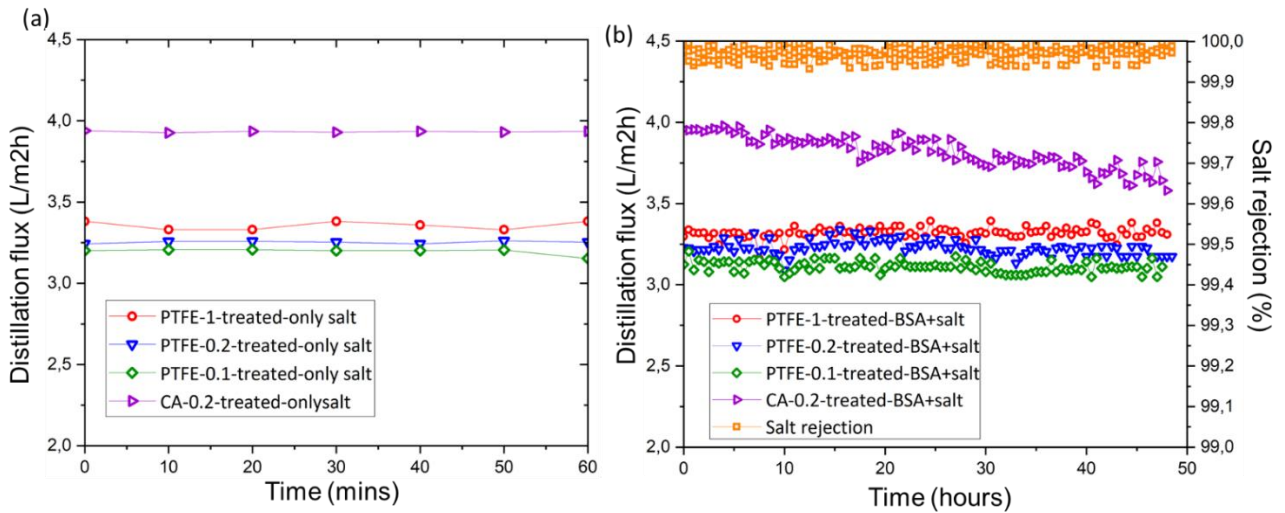 (a)
4,5
4,0
3,5
3,0
2,5
2,0
Distillation flux (L/m2h)
PTFE-1-treated-only salt
PTFE-0.2-treated-only salt
PTFE-0.1-treated-only salt
CA-0.2-treated-onlysalt
0 10 20 30 40 50 60
Time (mins)
(b)
4,5
4,0
3,5
3,0
2,5
2,0
Distillation flux (L/m2h)
PTFE-1-treated-BSA+salt
PTFE-0.2-treated-BSA+salt
PTFE-0.1-treated-BSA+salt
CA-0.2-treated-BSA+salt
Salt rejection
0 10 20 30 40 50
Time (hours)
100,0
99,9
99,8
99,7
99,6
99,5
99,4
99,3
99,2
99,1
99,0
Salt rejection (%)